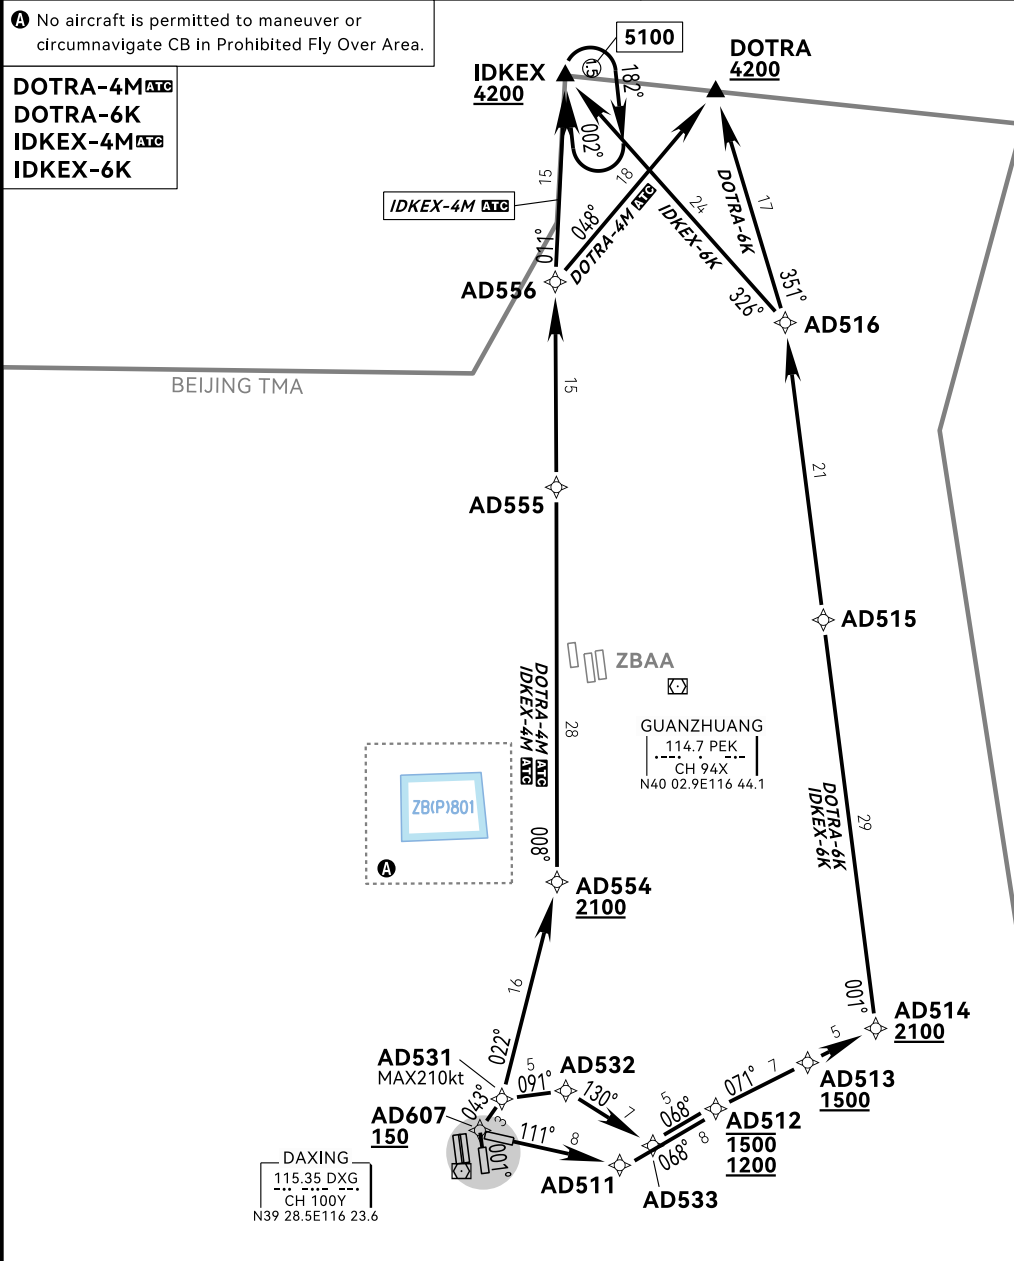 A No aircraft is permitted to maneuver or
circumnavigate CB in Prohibited Fly Over Area.
DOTRA-4M ATC
DOTRA-6K
IDKEX-4M ATC
IDKEX-6K
5100
IDKEX
4200
DOTRA
4200
0.5
182°
002°
15
IDKEX-4M ATC
011°
048°
18
DOTRA-4M ATC
24
IDKEX-6K
326°
17
DOTRA-6K
351°
AD556
AD516
BEIJING TMA
15
21
AD555
AD515
ZBAA
GUANZHUANG
114.7 PEK
.--. . -.-
CH 94X
N40 02.9E116 44.1
DOTRA-4M ATC
IDKEX-4M ATC
28
008°
ZB(P)801
A
DOTRA-6K
IDKEX-6K
29
001°
AD554
2100
16
022°
AD514
2100
5
AD531
MAX210kt
5
091°
AD532
130°
7
043°
3
AD607
150
001°
111°
8
AD511
5
068°
068°
8
AD533
071°
7
AD512
1500
1200
AD513
1500
DAXING
115.35 DXG
-.. -..- --.
CH 100Y
N39 28.5E116 23.6